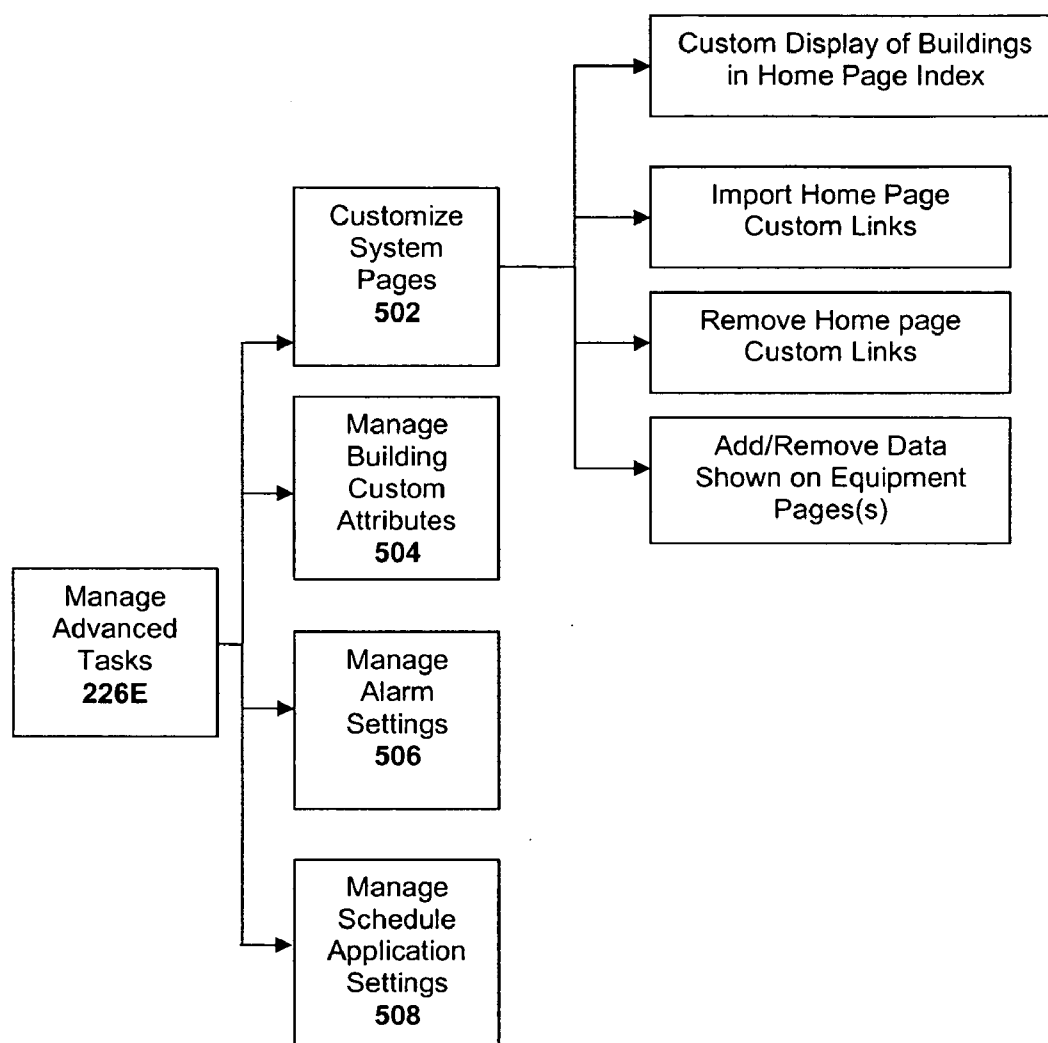 Custom Display of Buildings
in Home Page Index
Customize
System
Pages
502
Import Home Page
Custom Links
Remove Home page
Custom Links
Manage
Building
Custom
Attributes
504
Add/Remove Data
Shown on Equipment
Pages(s)
Manage
Advanced
Tasks
226E
Manage
Alarm
Settings
506
Manage
Schedule
Application
Settings
508